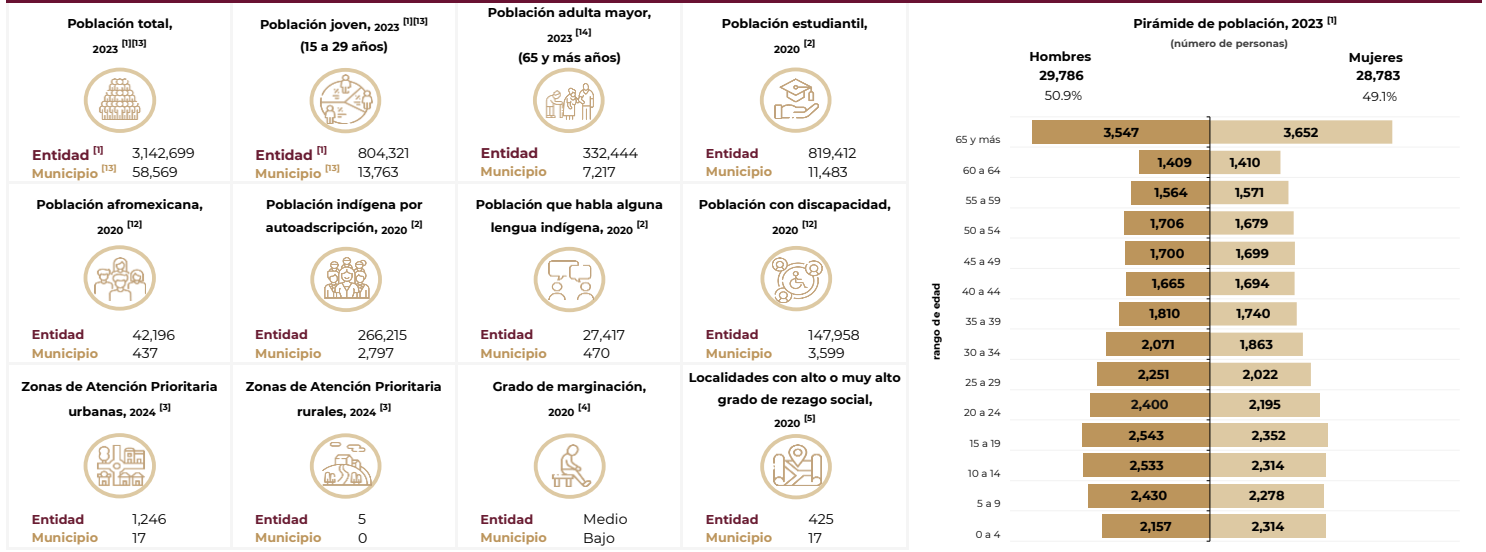 Población total,
2023 [1][13]
Entidad [1] 3,142,699
Municipio [13] 58,569
Población joven, 2023 [1][13]
(15 a 29 años)
Entidad [1] 804,321
Municipio [13] 13,763
Población adulta mayor,
2023 [14]
(65 y más años)
Entidad 332,444
Municipio 7,217
Población estudiantil,
2020 [2]
Entidad 819,412
Municipio 11,483
Población afromexicana,
2020 [12]
Entidad 42,196
Municipio 437
Población indígena por
autoadscripción, 2020 [2]
Entidad 266,215
Municipio 2,797
Población que habla alguna
lengua indígena, 2020 [2]
Entidad 27,417
Municipio 470
Población con discapacidad,
2020 [12]
Entidad 147,958
Municipio 3,599
Zonas de Atención Prioritaria
urbanas, 2024 [3]
Entidad 1,246
Municipio 17
Zonas de Atención Prioritaria
rurales, 2024 [3]
Entidad 5
Municipio 0
Grado de marginación,
2020 [4]
Entidad Medio
Municipio Bajo
Localidades con alto o muy alto
grado de rezago social,
2020 [5]
Entidad 425
Municipio 17
Pirámide de población, 2023 [1]
(número de personas)
Hombres Mujeres
29,786 28,783
50.9% 49.1%
rango de edad
65 y más 3,547 3,652
60 a 64 1,409 1,410
55 a 59 1,564 1,571
50 a 54 1,706 1,679
45 a 49 1,700 1,699
40 a 44 1,665 1,694
35 a 39 1,810 1,740
30 a 34 2,071 1,863
25 a 29 2,251 2,022
20 a 24 2,400 2,195
15 a 19 2,543 2,352
10 a 14 2,533 2,314
5 a 9 2,430 2,278
0 a 4 2,157 2,314